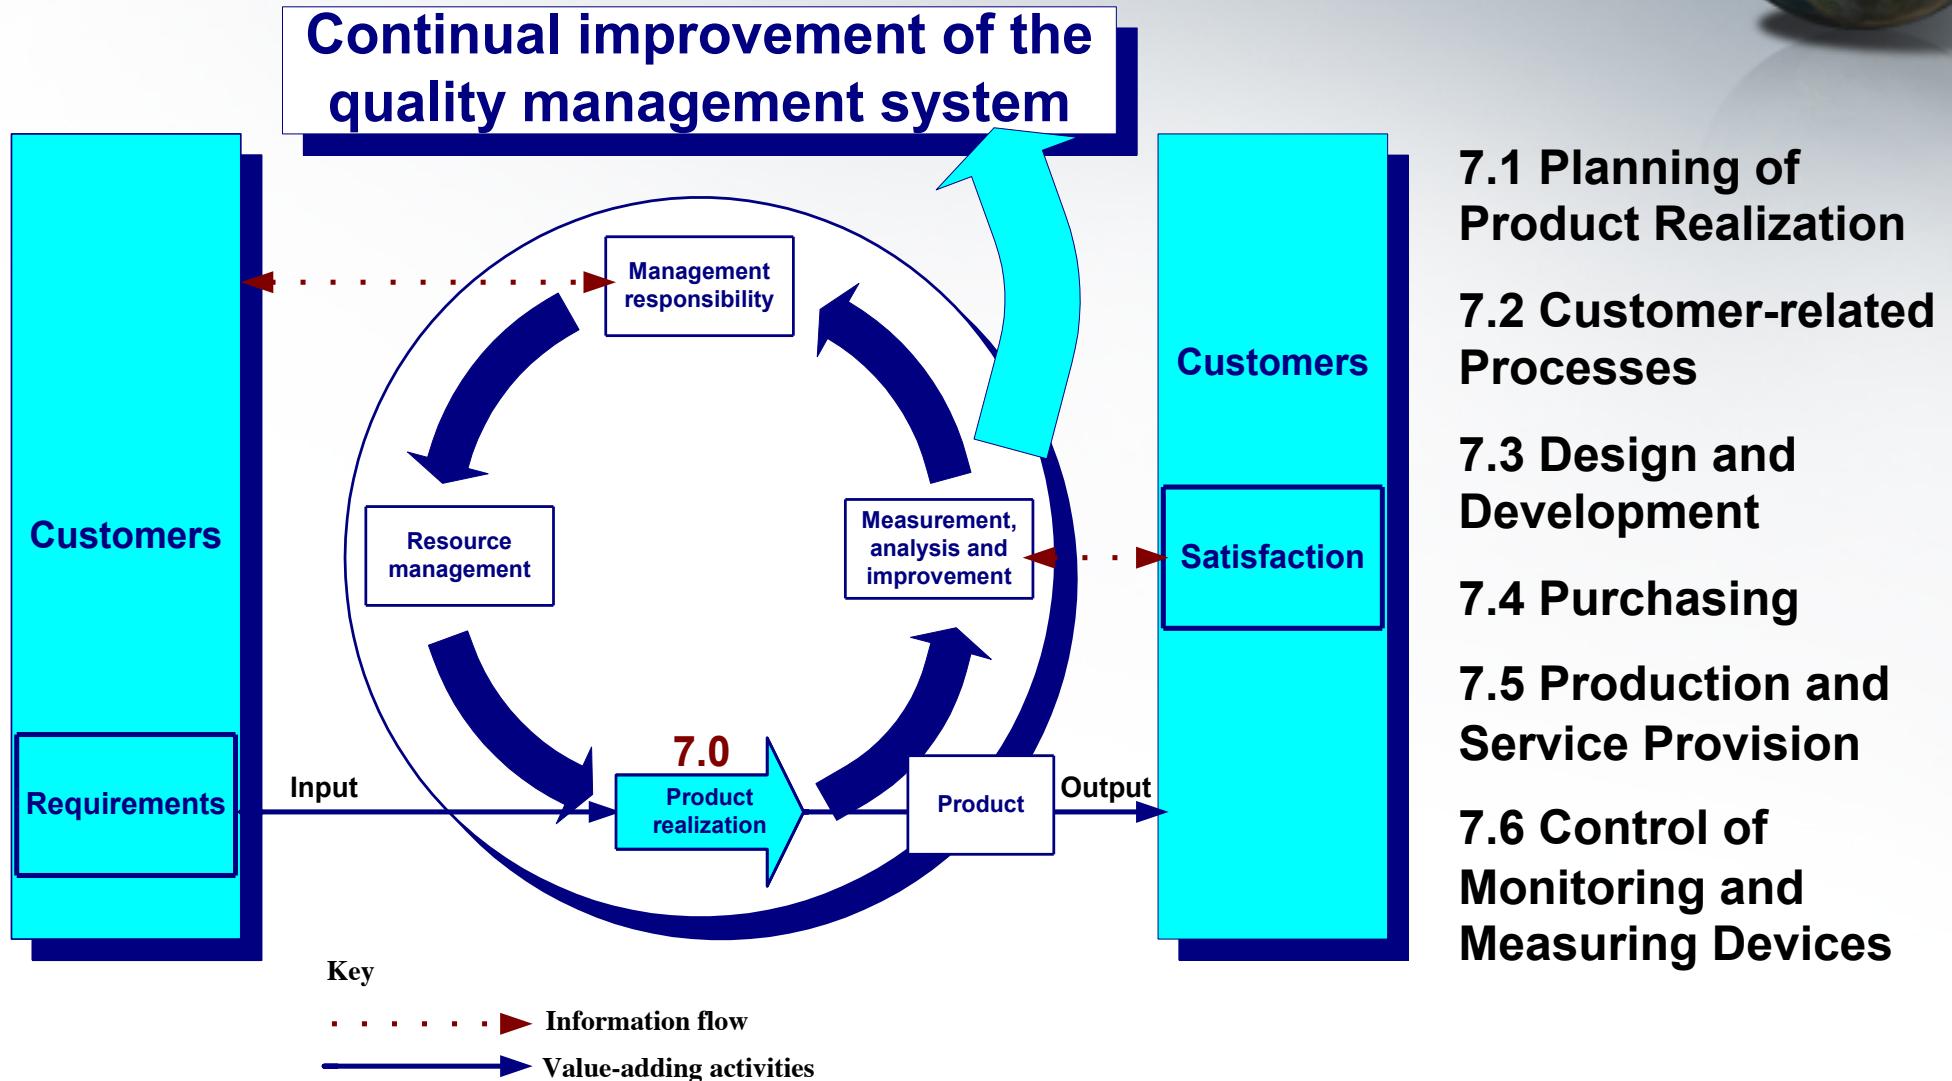 Continual improvement of the
quality management system
Customers
Requirements
Management
responsibility
Resource
management
Measurement,
analysis and
improvement
7.0
Product
realization
Input
Product
Output
Customers
Satisfaction
7.1 Planning of
Product Realization
7.2 Customer-related
Processes
7.3 Design and
Development
7.4 Purchasing
7.5 Production and
Service Provision
7.6 Control of
Monitoring and
Measuring Devices
Key
Information flow
Value-adding activities